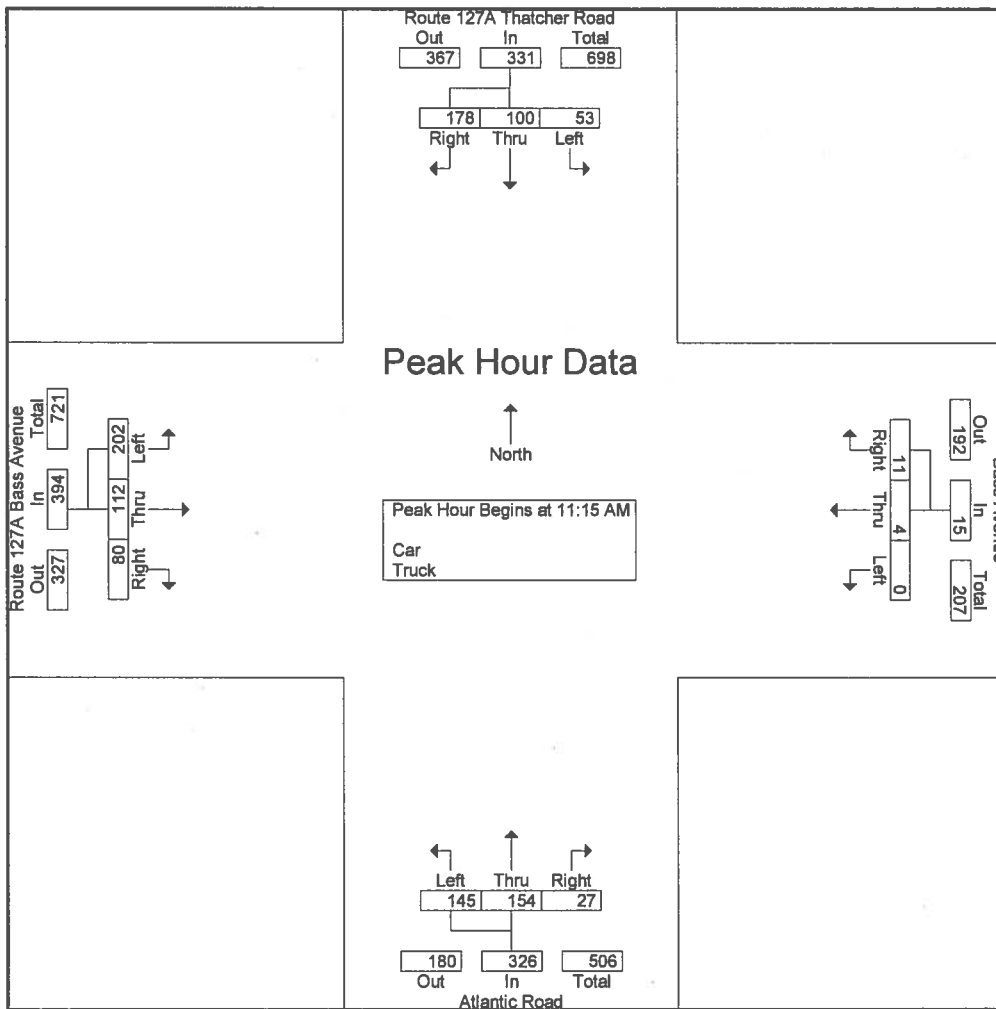 Route 127A Thatcher Road
Out In Total
367 331 698
178 100 53
Right Thru Left
Peak Hour Data
North
Peak Hour Begins at 11:15 AM
Car
Truck
Route 127A Bass Avenue
Total In Out
721 394 327
202 112 80
Left Thru Right
Out In Total
192 15 207
11 4 0
Right Thru Left
Left Thru Right
145 154 27
180 326 506
Out In Total
Atlantic Road